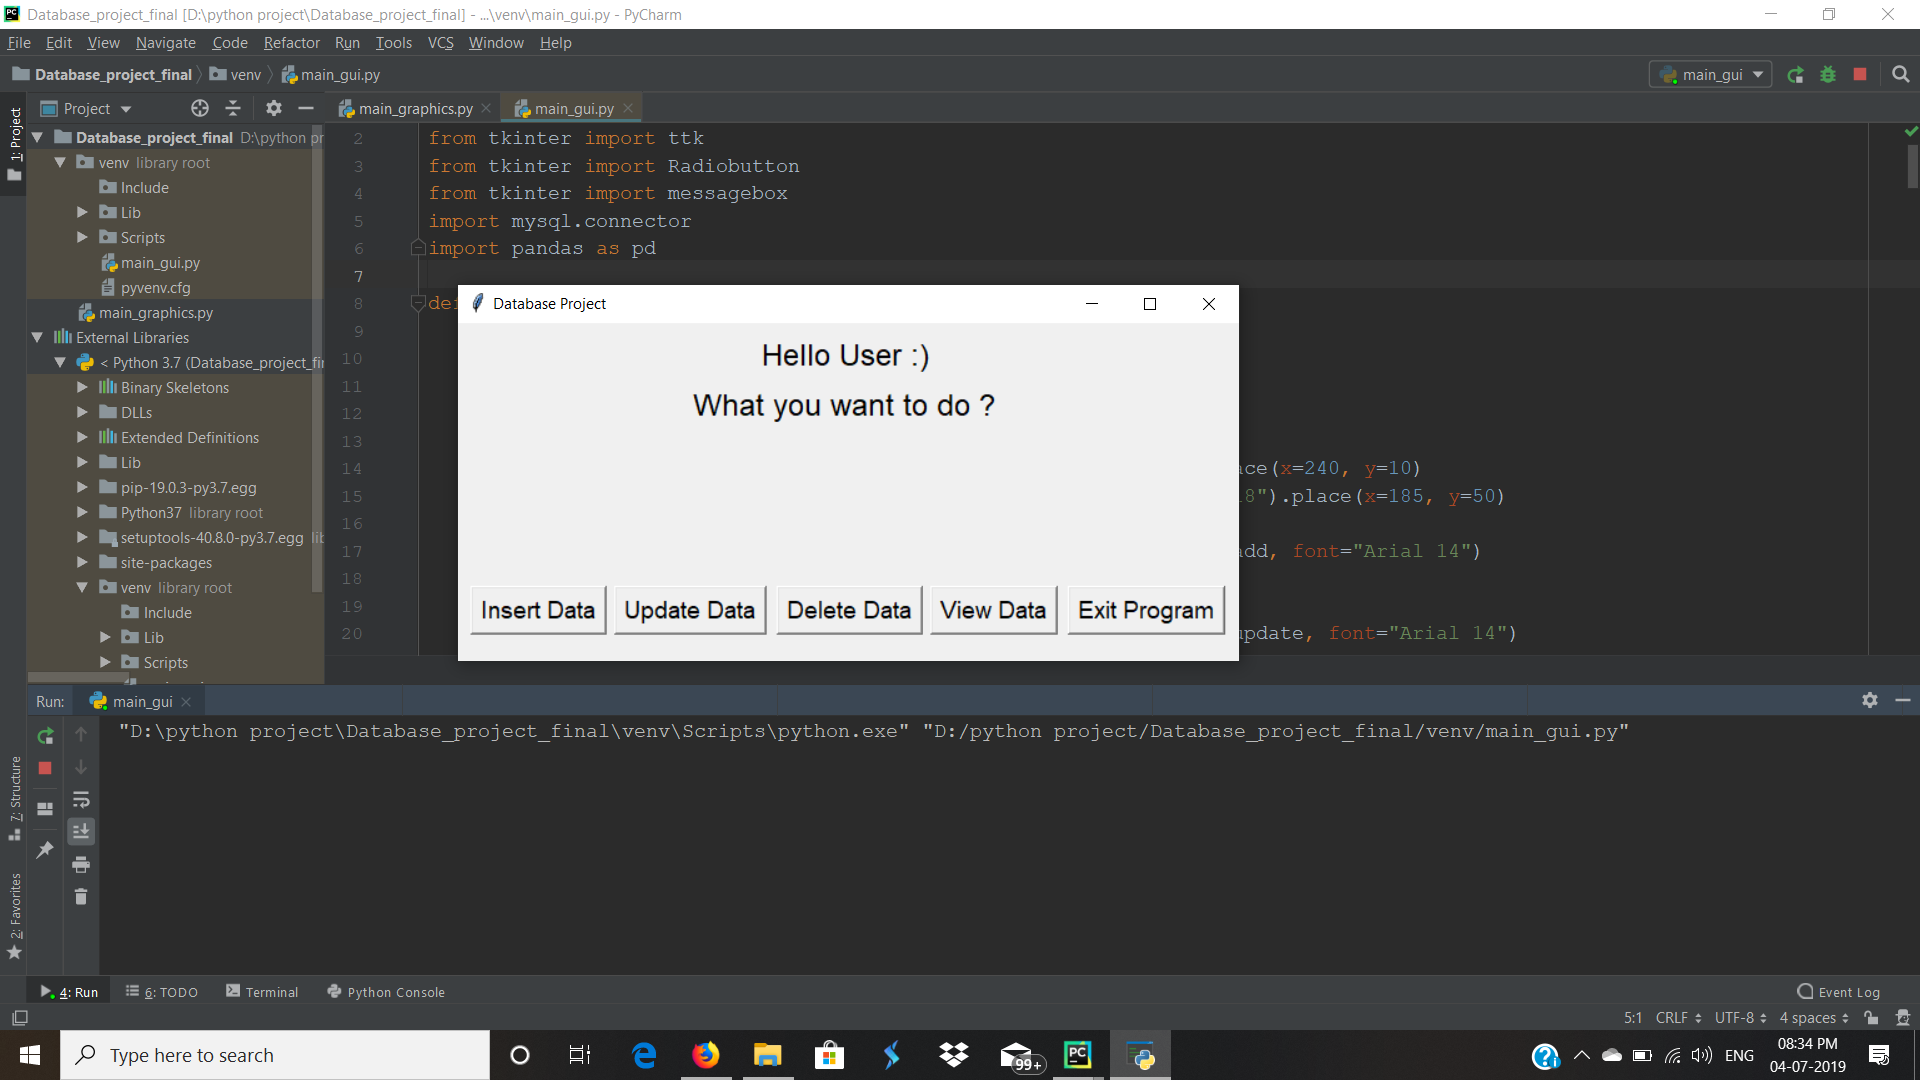 Database_project_final [D:\python project\Database_project_final] - ...\venv\main_gui.py - PyCharm
File Edit View Navigate Code Refactor Run Tools VCS Window Help
Database_project_final venv main_gui.py
main_gui
1: Project
Project
main_graphics.py
main_gui.py
Database_project_final D:\python pr
venv library root
Include
Lib
Scripts
main_gui.py
pyvenv.cfg
main_graphics.py
External Libraries
< Python 3.7 (Database_project_fi
Binary Skeletons
DLLs
Extended Definitions
Lib
pip-19.0.3-py3.7.egg
Python37 library root
setuptools-40.8.0-py3.7.egg lib
site-packages
venv library root
Include
Lib
Scripts
2 from tkinter import ttk
3 from tkinter import Radiobutton
4 from tkinter import messagebox
5 import mysql.connector
6 import pandas as pd
7
8 def
9
10
11
12
13
14 ace(x=240, y=10)
15 18").place(x=185, y=50)
16
17 add, font="Arial 14")
18
19
20 update, font="Arial 14")
Database Project
Hello User :)
What you want to do ?
Insert Data Update Data Delete Data View Data Exit Program
Run: main_gui
"D:\python project\Database_project_final\venv\Scripts\python.exe" "D:/python project/Database_project_final/venv/main_gui.py"
7: Structure
2: Favorites
4: Run 6: TODO Terminal Python Console Event Log
5:1 CRLF UTF-8 4 spaces
Type here to search
99+
PC
ENG
08:34 PM
04-07-2019